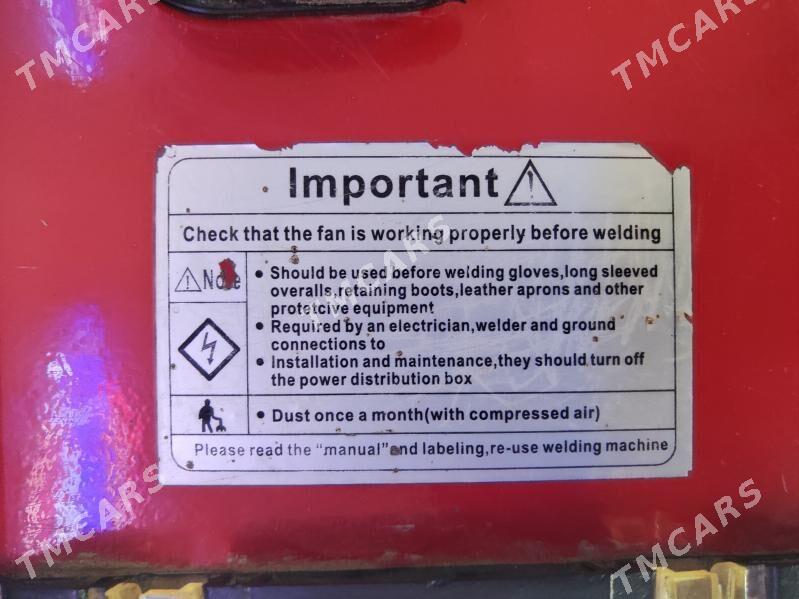 TMCARS
TMCARS
Important
Check that the fan is working properly before welding
Note
• Should be used before welding gloves,long sleeved
overalls,retaining boots,leather aprons and other
protetcive equipment
• Required by an electrician,welder and ground
connections to
• Installation and maintenance,they should turn off
the power distribution box
• Dust once a month(with compressed air)
Please read the “manual”and labeling,re-use welding machine
TMCARS
TMCARS
TMCARS